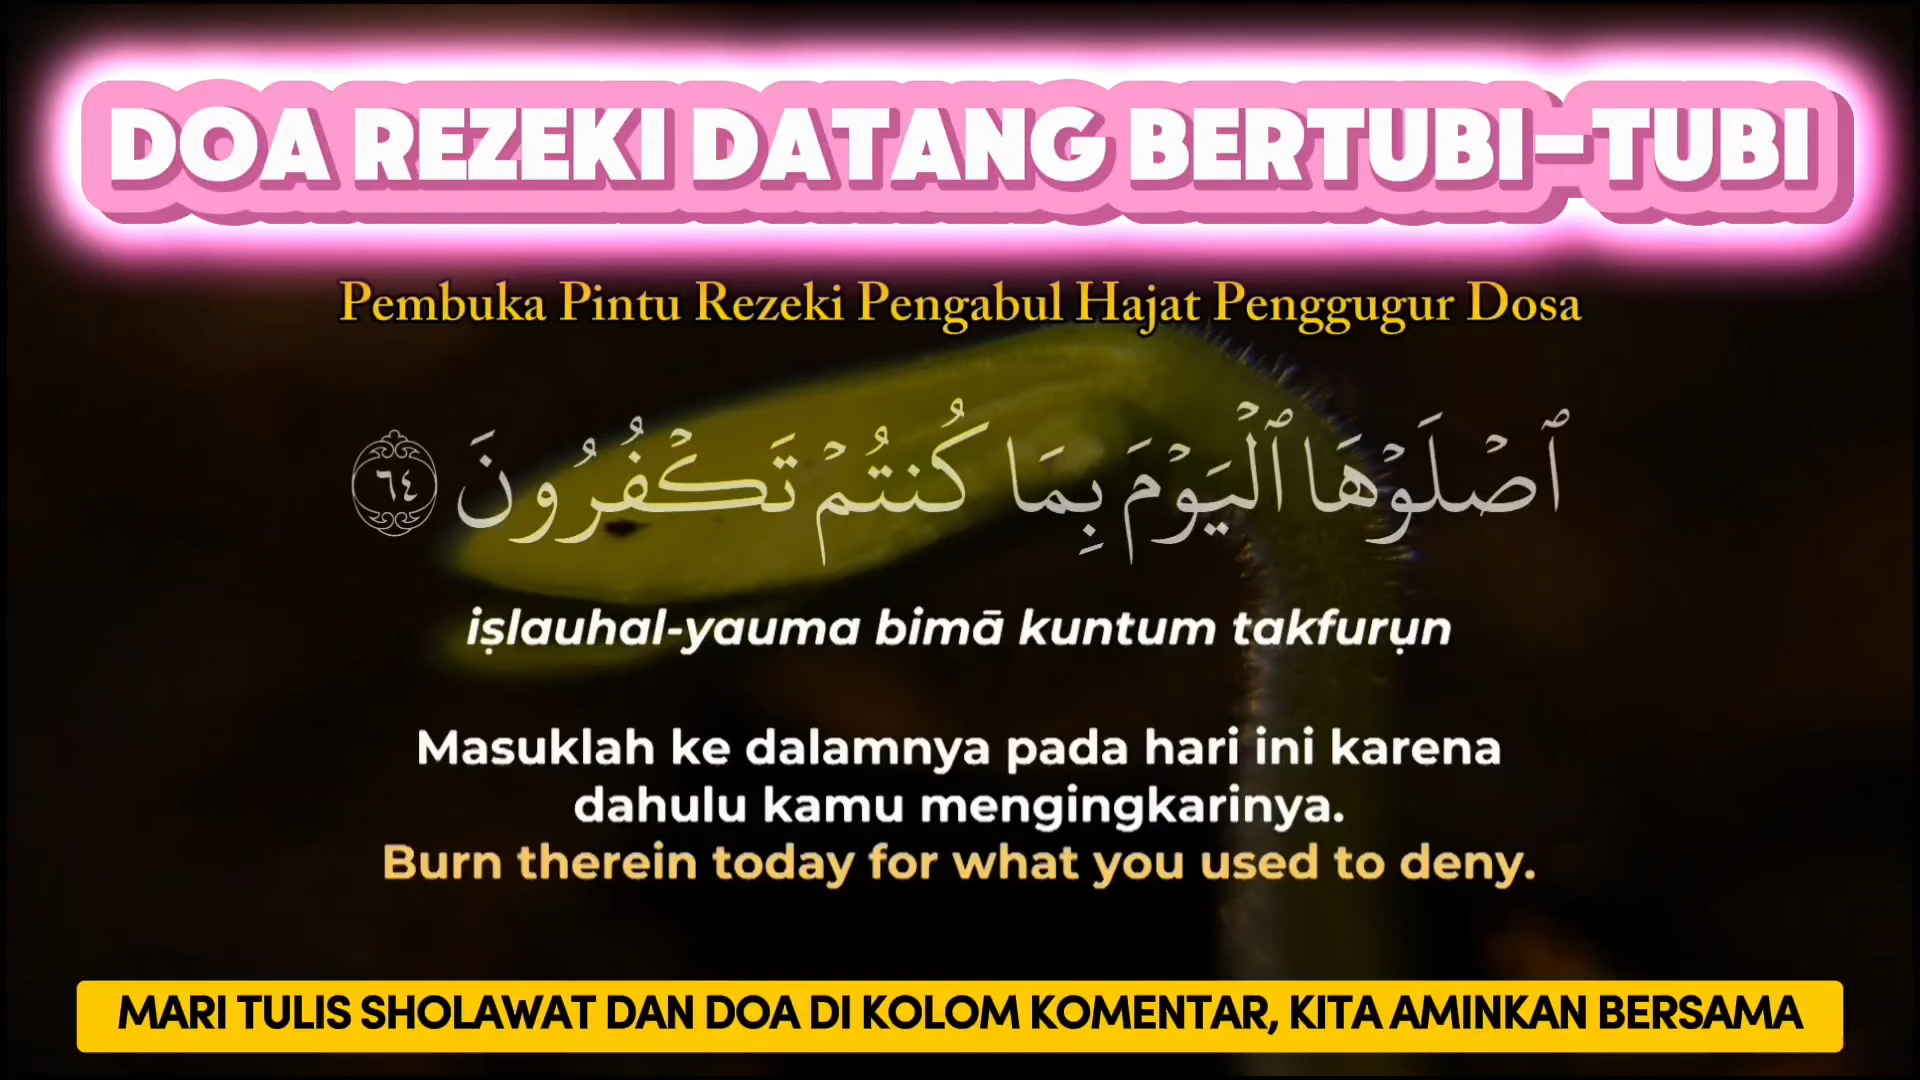 DOA REZEKI DATANG BERTUBI-TUBI
Pembuka Pintu Rezeki Pengabul Hajat Penggugur Dosa
ٱصْلَوْهَا ٱلْيَوْمَ بِمَا كُنتُمْ تَكْفُرُونَ ٦٤
iṣlauhal-yauma bimā kuntum takfurụn
Masuklah ke dalamnya pada hari ini karena
dahulu kamu mengingkarinya.
Burn therein today for what you used to deny.
MARI TULIS SHOLAWAT DAN DOA DI KOLOM KOMENTAR, KITA AMINKAN BERSAMA